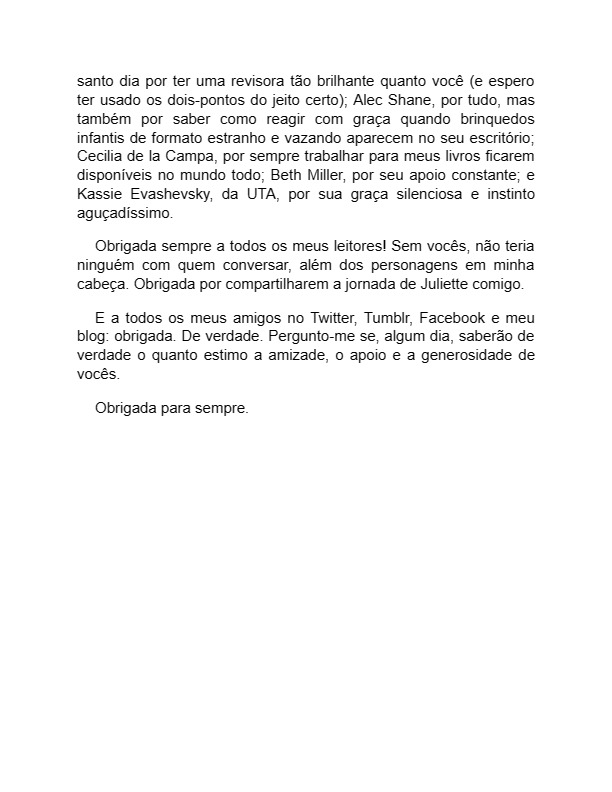 santo dia por ter uma revisora tão brilhante quanto você (e espero
ter usado os dois-pontos do jeito certo); Alec Shane, por tudo, mas
também por saber como reagir com graça quando brinquedos
infantis de formato estranho e vazando aparecem no seu escritório;
Cecilia de la Campa, por sempre trabalhar para meus livros ficarem
disponíveis no mundo todo; Beth Miller, por seu apoio constante; e
Kassie Evashevsky, da UTA, por sua graça silenciosa e instinto
aguçadíssimo.
Obrigada sempre a todos os meus leitores! Sem vocês, não teria
ninguém com quem conversar, além dos personagens em minha
cabeça. Obrigada por compartilharem a jornada de Juliette comigo.
E a todos os meus amigos no Twitter, Tumblr, Facebook e meu
blog: obrigada. De verdade. Pergunto-me se, algum dia, saberão de
verdade o quanto estimo a amizade, o apoio e a generosidade de
vocês.
Obrigada para sempre.